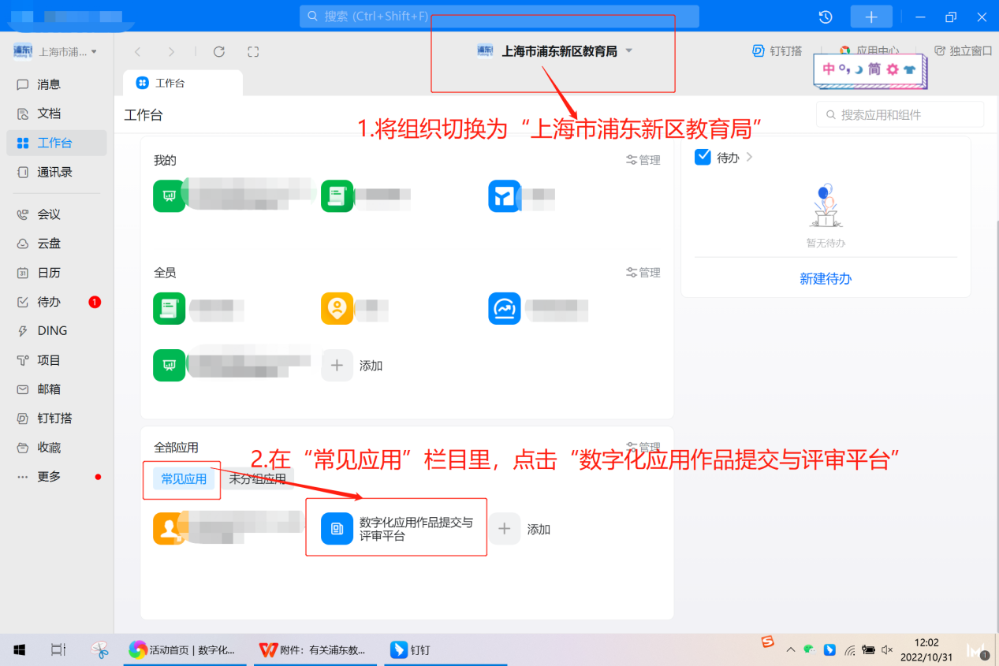 搜索 (Ctrl+Shift+F)
浦东
上海市浦...
上海市浦东新区教育局
钉钉搭
应用中心
独立窗口
中 简
消息
文档
工作台
通讯录
会议
云盘
31
日历
待办
1
DING
项目
邮箱
钉钉搭
收藏
更多
工作台
工作台
搜索应用和组件
1.将组织切换为“上海市浦东新区教育局”
我的
管理
待办
暂无待办
新建待办
全员
管理
添加
全部应用
管理
2.在“常见应用”栏目里，点击“数字化应用作品提交与评审平台”
常见应用
未分组应用
数字化应用作品提交与
评审平台
添加
活动首页 | 数字化...
附件：有关浦东教...
钉钉
12:02
2022/10/31
1